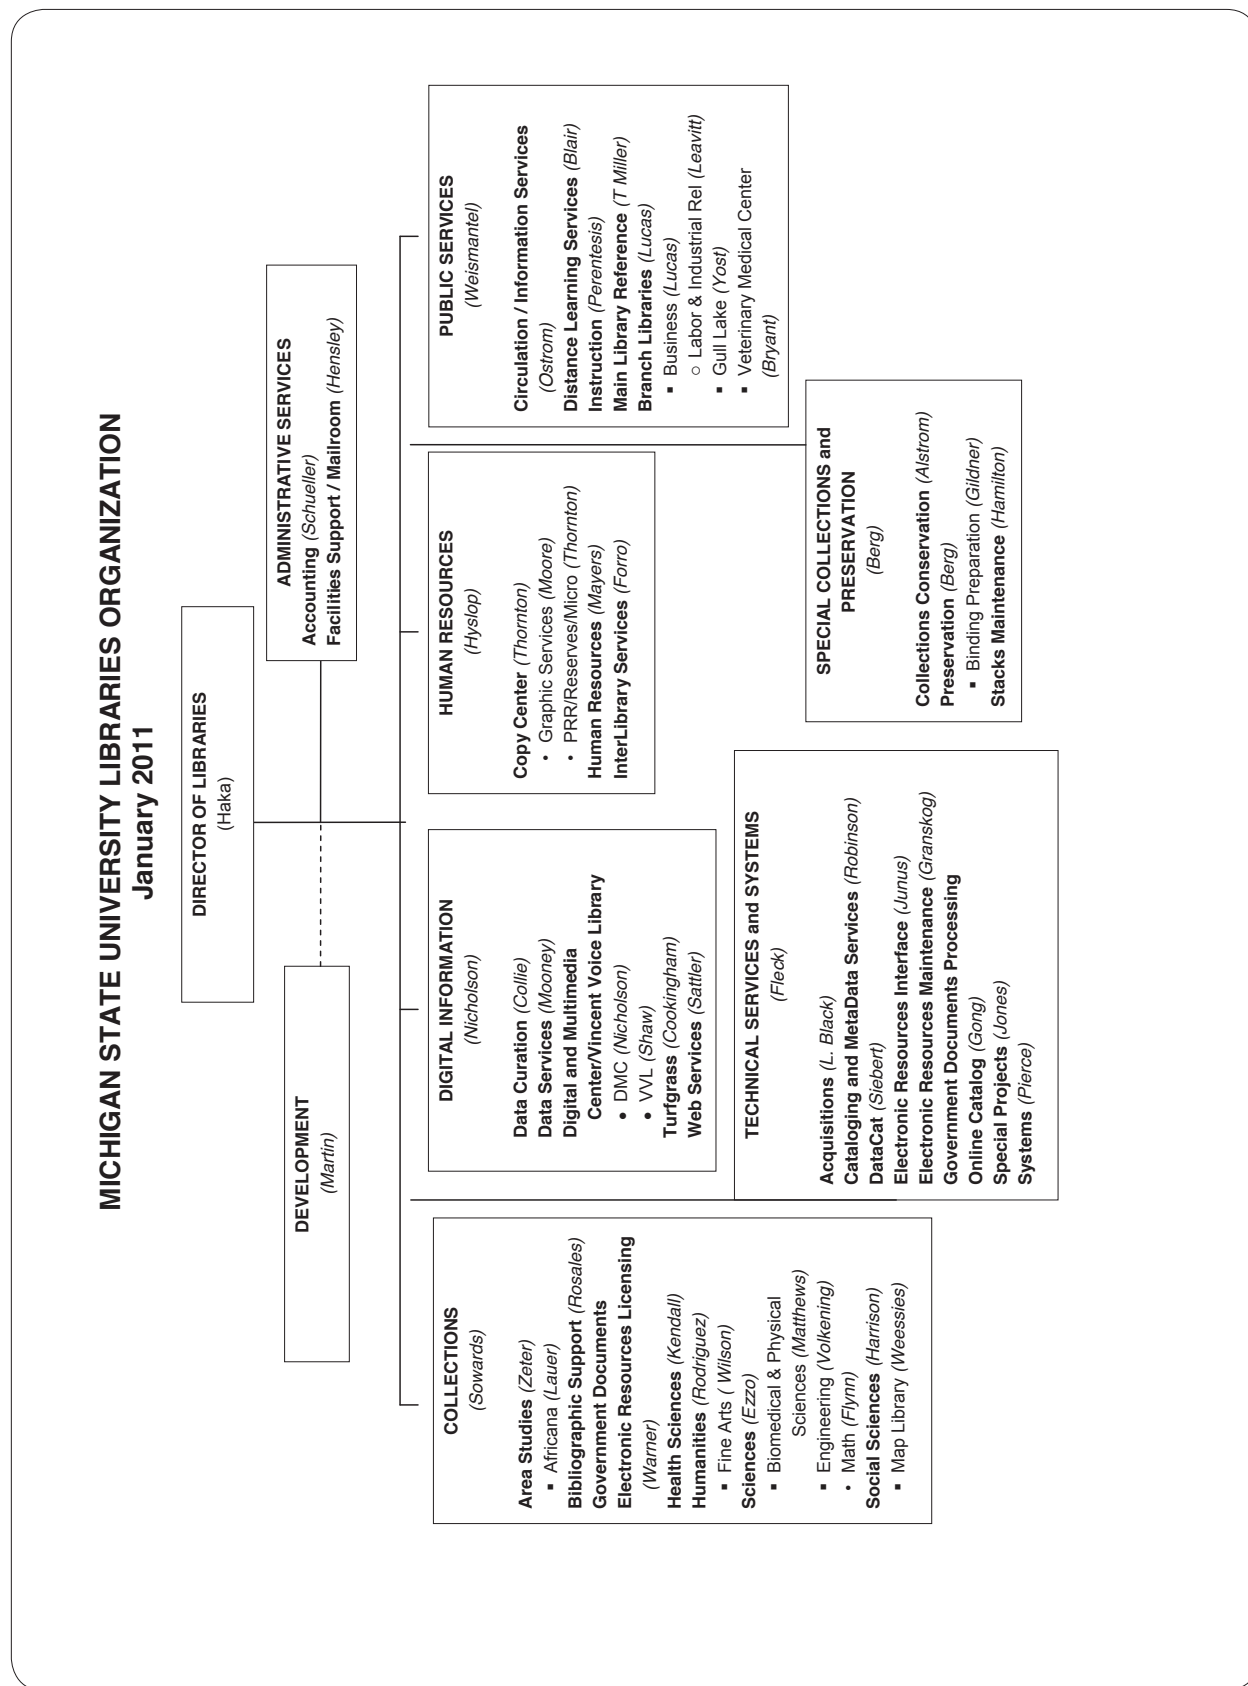 MICHIGAN STATE UNIVERSITY LIBRARIES ORGANIZATION
January 2011
DIRECTOR OF LIBRARIES
(Haka)
DEVELOPMENT
(Martin)
ADMINISTRATIVE SERVICES
Accounting (Schueller)
Facilities Support / Mailroom (Hensley)
COLLECTIONS
(Sowards)
Area Studies (Zeter)
▪ Africana (Lauer)
Bibliographic Support (Rosales)
Government Documents
Electronic Resources Licensing
(Warner)
Health Sciences (Kendall)
Humanities (Rodriguez)
▪ Fine Arts ( Wilson)
Sciences (Ezzo)
▪ Biomedical & Physical
Sciences (Matthews)
▪ Engineering (Volkening)
• Math (Flynn)
Social Sciences (Harrison)
▪ Map Library (Weessies)
DIGITAL INFORMATION
(Nicholson)
Data Curation (Collie)
Data Services (Mooney)
Digital and Multimedia
Center/Vincent Voice Library
• DMC (Nicholson)
• VVL (Shaw)
Turfgrass (Cookingham)
Web Services (Sattler)
HUMAN RESOURCES
(Hyslop)
Copy Center (Thornton)
• Graphic Services (Moore)
• PRR/Reserves/Micro (Thornton)
Human Resources (Mayers)
InterLibrary Services (Forro)
PUBLIC SERVICES
(Weismantel)
Circulation / Information Services
(Ostrom)
Distance Learning Services (Blair)
Instruction (Perentesis)
Main Library Reference (T Miller)
Branch Libraries (Lucas)
▪ Business (Lucas)
○ Labor & Industrial Rel (Leavitt)
▪ Gull Lake (Yost)
▪ Veterinary Medical Center
(Bryant)
TECHNICAL SERVICES and SYSTEMS
(Fleck)
Acquisitions (L. Black)
Cataloging and MetaData Services (Robinson)
DataCat (Siebert)
Electronic Resources Interface (Junus)
Electronic Resources Maintenance (Granskog)
Government Documents Processing
Online Catalog (Gong)
Special Projects (Jones)
Systems (Pierce)
SPECIAL COLLECTIONS and
PRESERVATION
(Berg)
Collections Conservation (Alstrom)
Preservation (Berg)
▪ Binding Preparation (Gildner)
Stacks Maintenance (Hamilton)